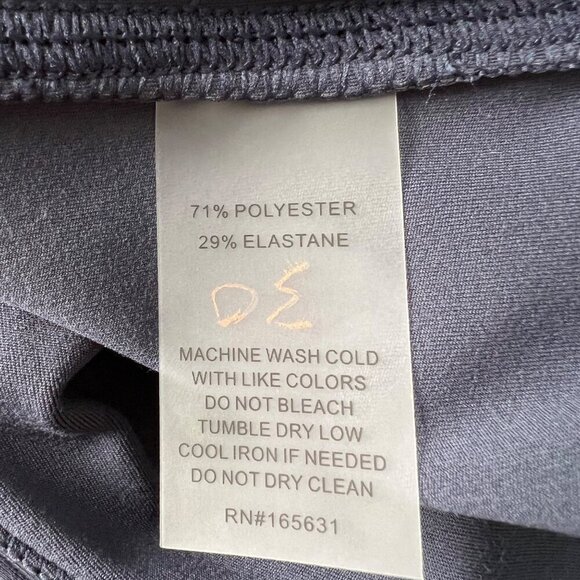 71% POLYESTER
29% ELASTANE
DE
MACHINE WASH COLD
WITH LIKE COLORS
DO NOT BLEACH
TUMBLE DRY LOW
COOL IRON IF NEEDED
DO NOT DRY CLEAN
RN#165631